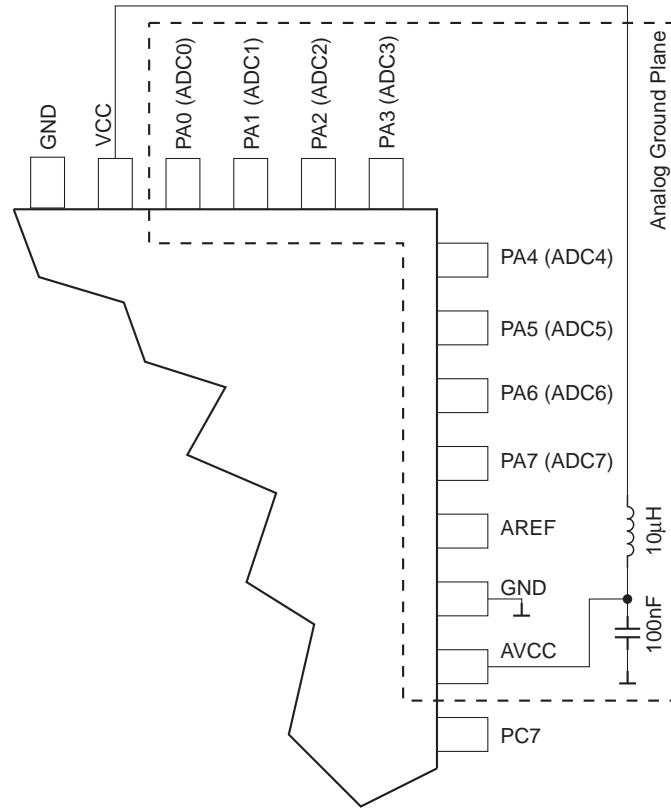 GND
VCC
PA0 (ADC0)
PA1 (ADC1)
PA2 (ADC2)
PA3 (ADC3)
Analog Ground Plane
PA4 (ADC4)
PA5 (ADC5)
PA6 (ADC6)
PA7 (ADC7)
AREF
10μH
GND
AVCC
100nF
PC7